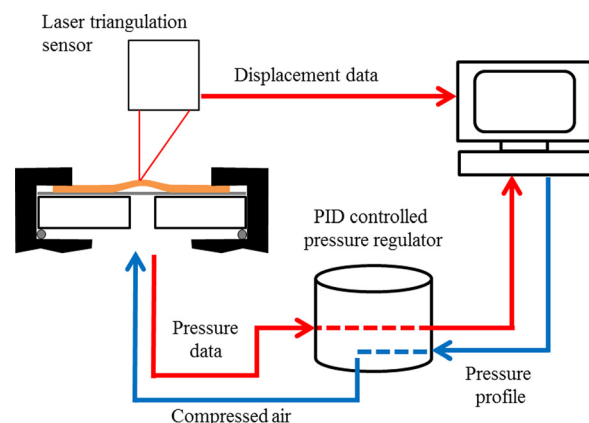 Laser triangulation
sensor
Displacement data
PID controlled
pressure regulator
Pressure
data
Pressure
profile
Compressed air